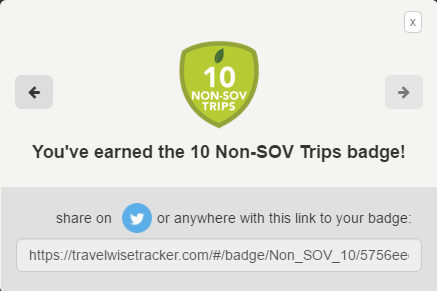 x
10
NON-SOV
TRIPS
You've earned the 10 Non-SOV Trips badge!
share on or anywhere with this link to your badge:
https://travelwisetracker.com/#/badge/Non_SOV_10/5756ee